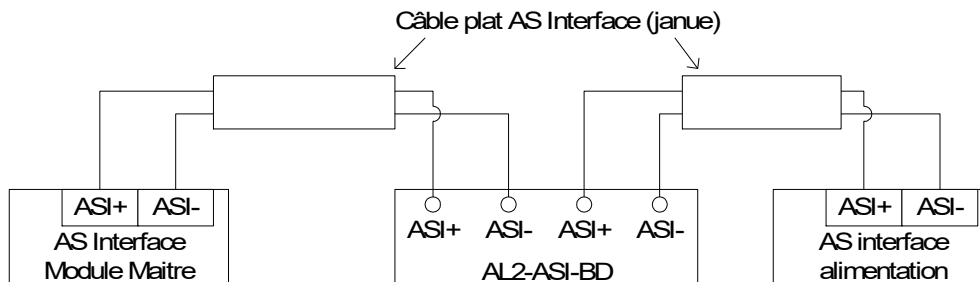 Câble plat AS Interface (janue)
ASI+ ASI-
AS Interface
Module Maitre
ASI+ ASI- ASI+ ASI-
AL2-ASI-BD
ASI+ ASI-
AS interface
alimentation